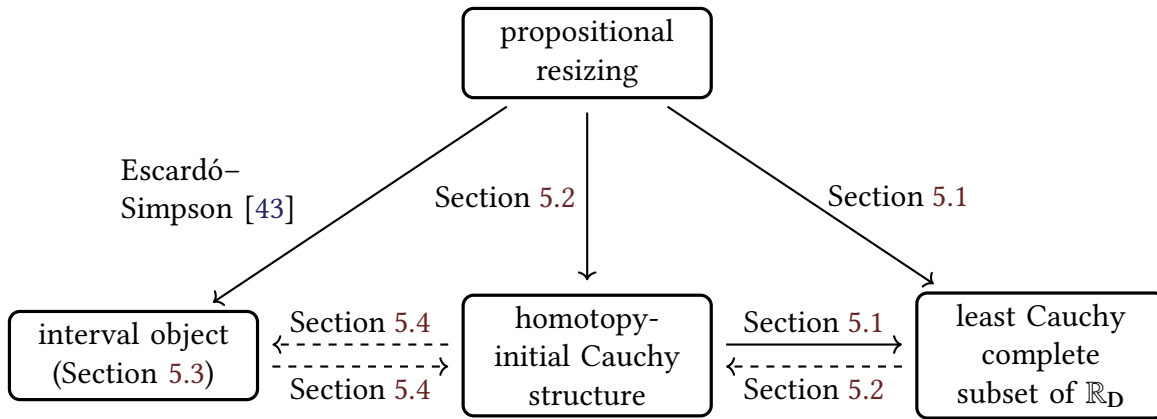 propositional
resizing
Escardó–
Simpson [43]
Section 5.2
Section 5.1
interval object
(Section 5.3)
Section 5.4
Section 5.4
homotopy-
initial Cauchy
structure
Section 5.1
Section 5.2
least Cauchy
complete
subset of ℝ_D